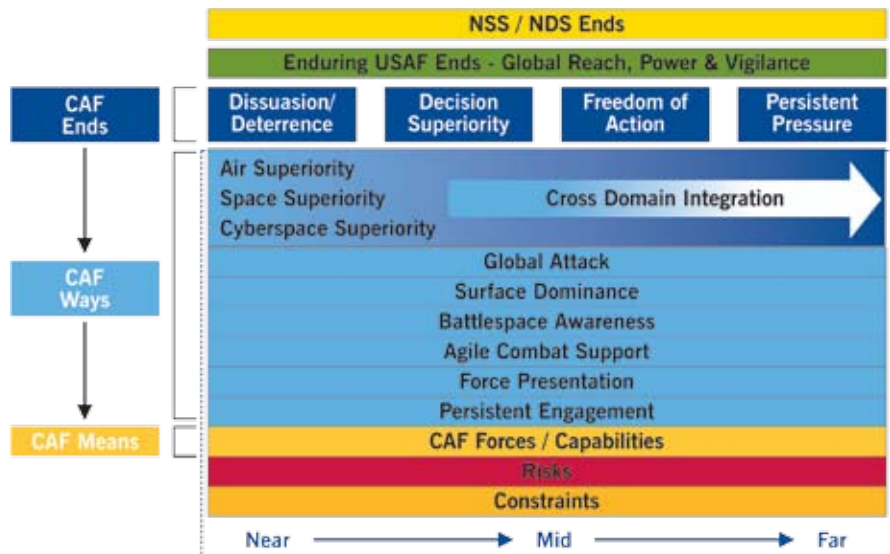 NSS / NDS Ends
Enduring USAF Ends - Global Reach, Power & Vigilance
CAF
Ends
Dissuasion/
Deterrence
Decision
Superiority
Freedom of
Action
Persistent
Pressure
Air Superiority
Space Superiority
Cyberspace Superiority
Cross Domain Integration
CAF
Ways
Global Attack
Surface Dominance
Battlespace Awareness
Agile Combat Support
Force Presentation
Persistent Engagement
CAF Means
CAF Forces / Capabilities
Risks
Constraints
Near
Mid
Far